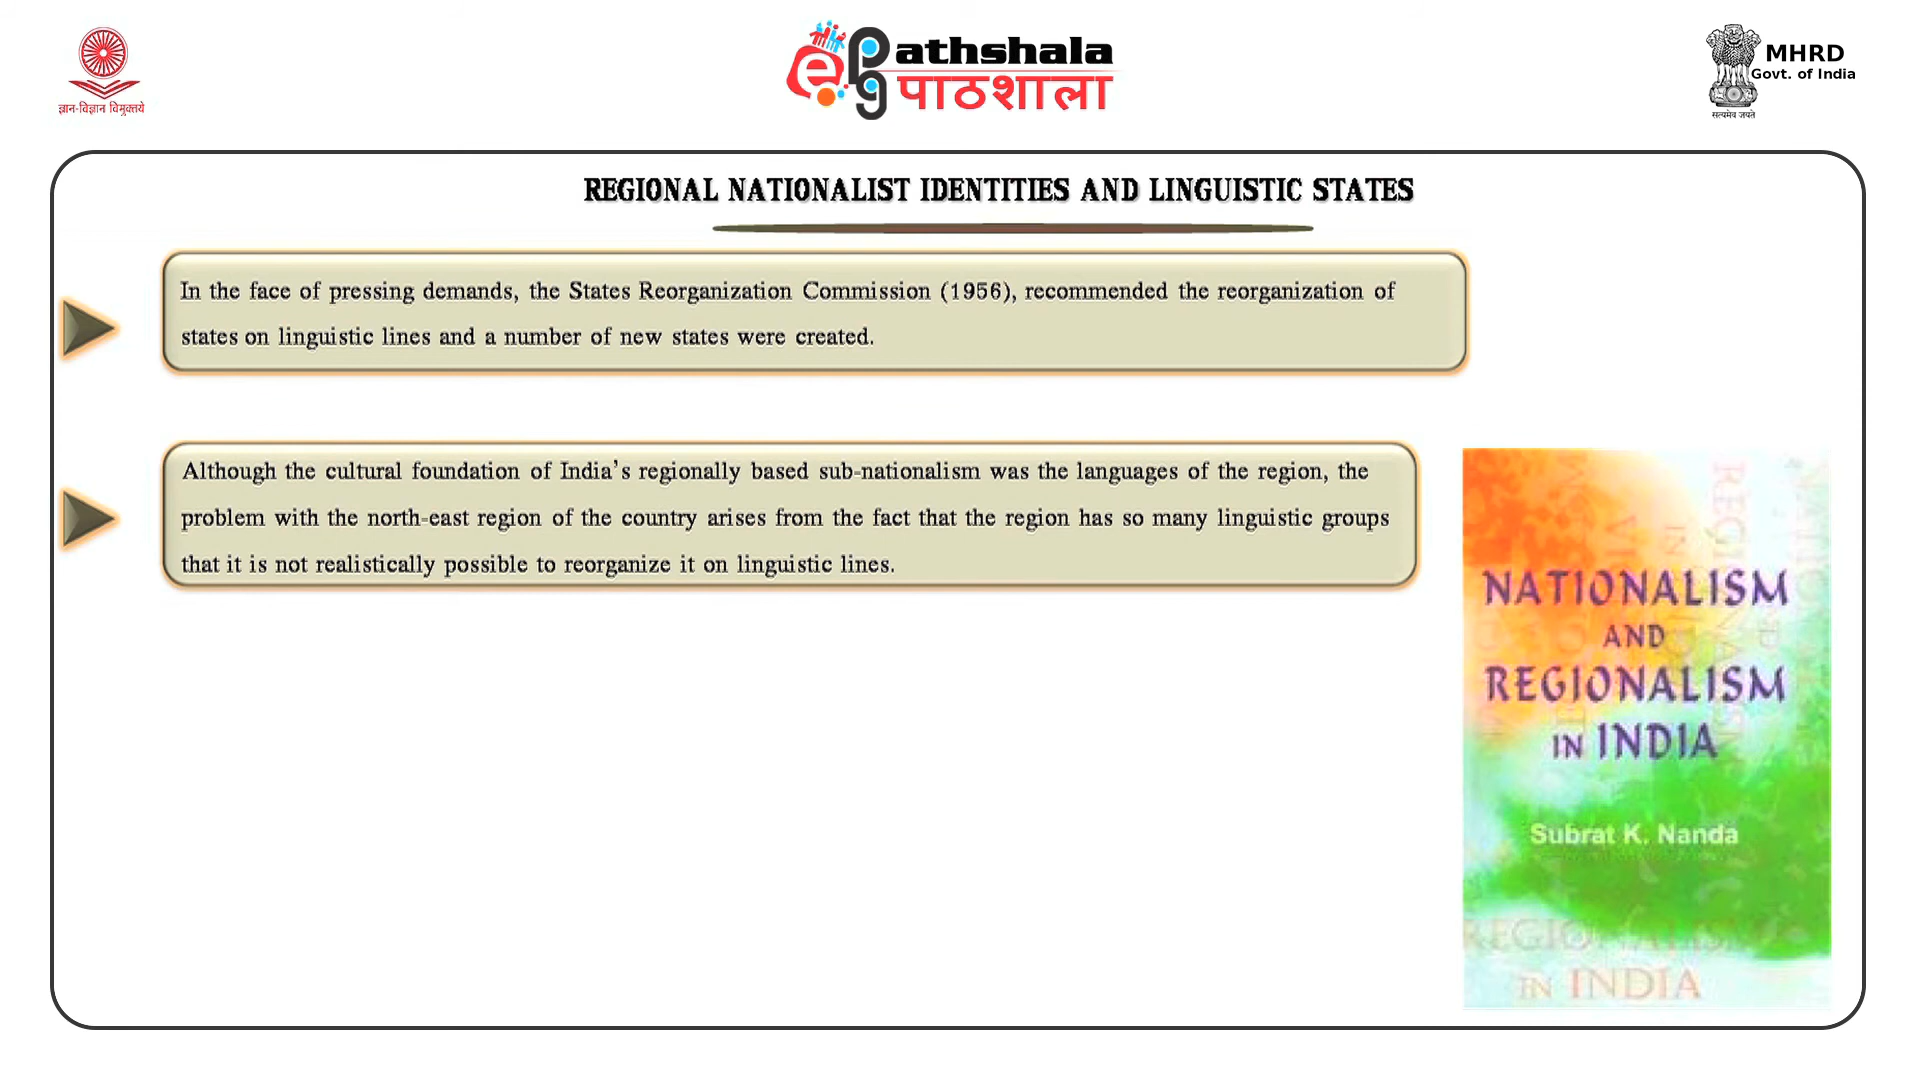 ज्ञान-विज्ञान विमुक्तये
e PG athshala
पाठशाला
MHRD
Govt. of India
सत्यमेव जयते
REGIONAL NATIONALIST IDENTITIES AND LINGUISTIC STATES
In the face of pressing demands, the States Reorganization Commission (1956), recommended the reorganization of
states on linguistic lines and a number of new states were created.
Although the cultural foundation of India's regionally based sub-nationalism was the languages of the region, the
problem with the north-east region of the country arises from the fact that the region has so many linguistic groups
that it is not realistically possible to reorganize it on linguistic lines.
NATIONALISM
AND
REGIONALISM
IN INDIA
Subrat K. Nanda
REGIONALISM
IN INDIA